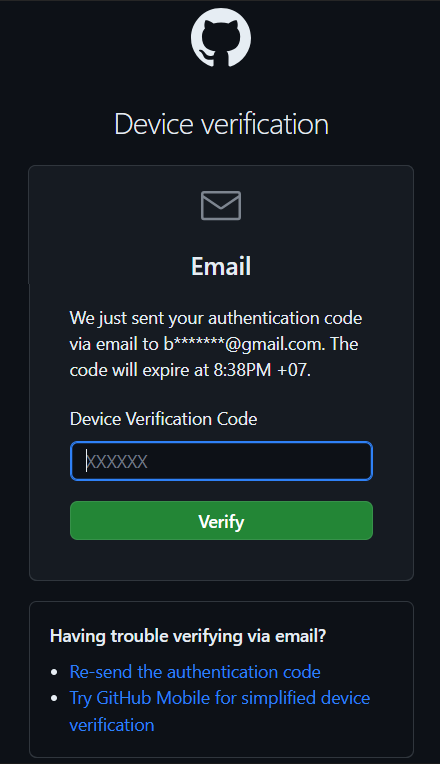 Device verification
Email
We just sent your authentication code
via email to b*******@gmail.com. The
code will expire at 8:38PM +07.
Device Verification Code
XXXXXX
Verify
Having trouble verifying via email?
• Re-send the authentication code
• Try GitHub Mobile for simplified device
verification